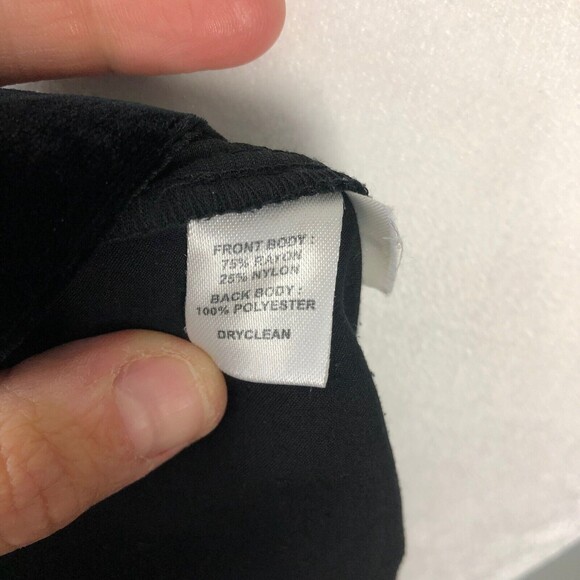 FRONT BODY :
75% RAYON
25% NYLON
BACK BODY :
100% POLYESTER
DRYCLEAN